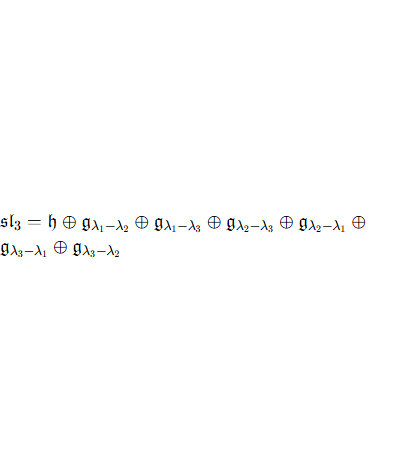 𝔰𝔩₃ = 𝔥 ⊕ 𝔤_{λ₁−λ₂} ⊕ 𝔤_{λ₁−λ₃} ⊕ 𝔤_{λ₂−λ₃} ⊕ 𝔤_{λ₂−λ₁} ⊕
𝔤_{λ₃−λ₁} ⊕ 𝔤_{λ₃−λ₂}